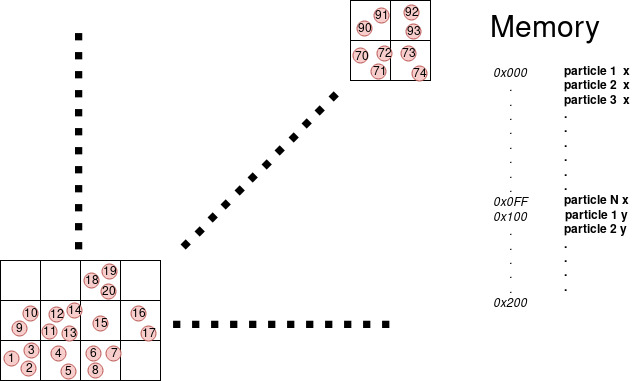 91 92
90 93
70 72 73
71 74
19
18
20
10 12 14 16
9 11 13 15 17
1 3 4 6 7
2 5 8
Memory
0x000 particle 1 x
. particle 2 x
. particle 3 x
. .
. .
. .
. .
. .
. .
0x0FF particle N x
0x100 particle 1 y
. particle 2 y
. .
. .
. .
. .
0x200